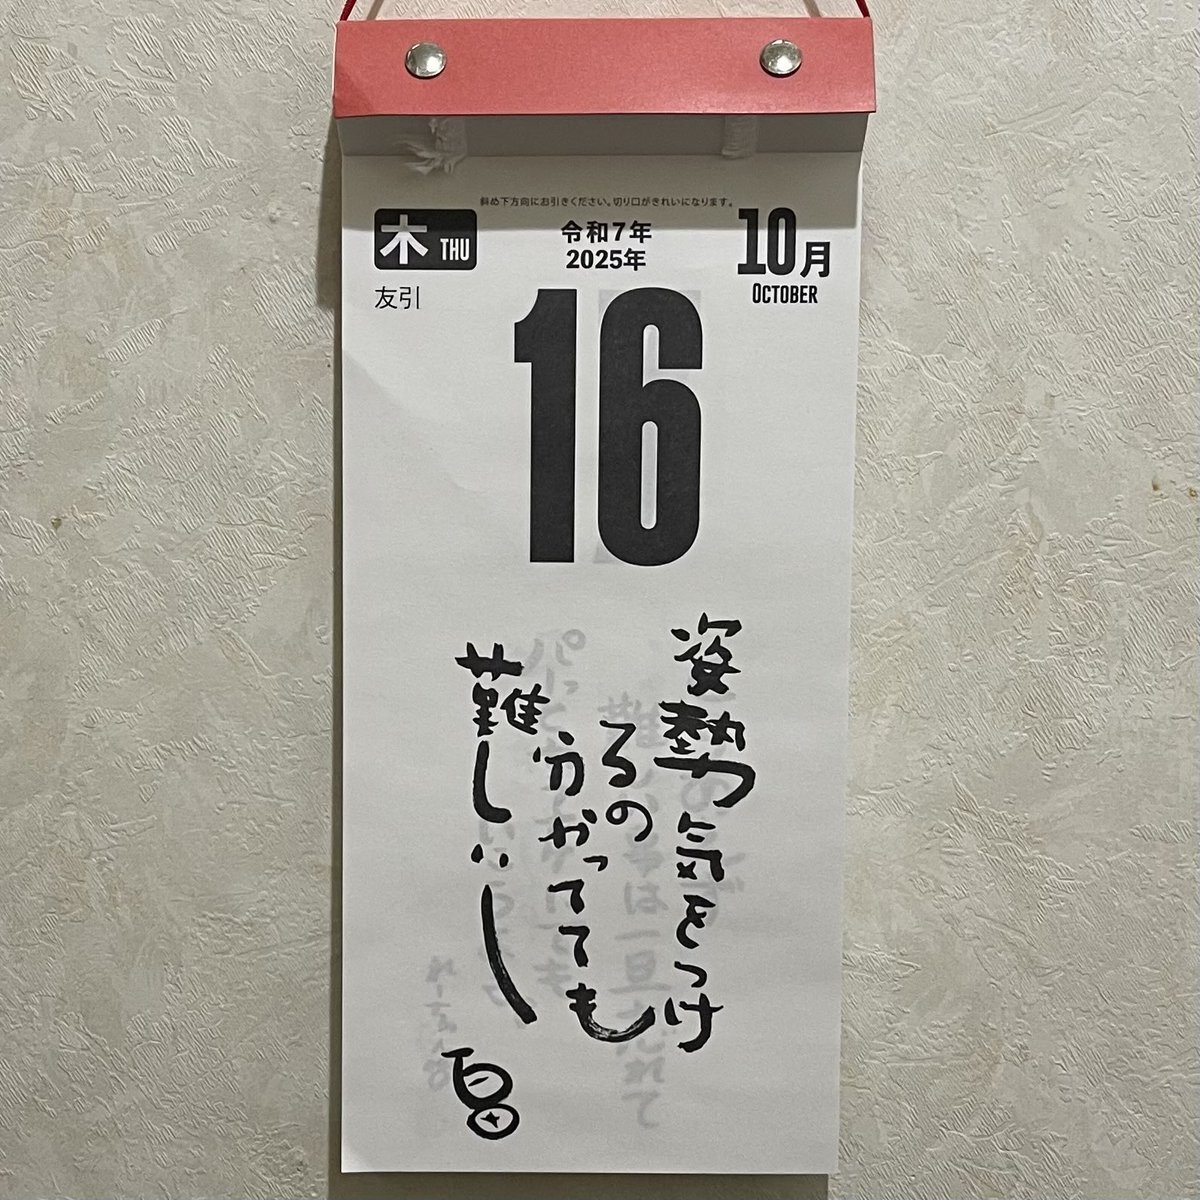 斜め下方向にお引きください。切り口がきれいになります。
木 THU
友引
令和7年
2025年
10月
OCTOBER
16
姿勢気をつけ
るの
分かってても
難しいし